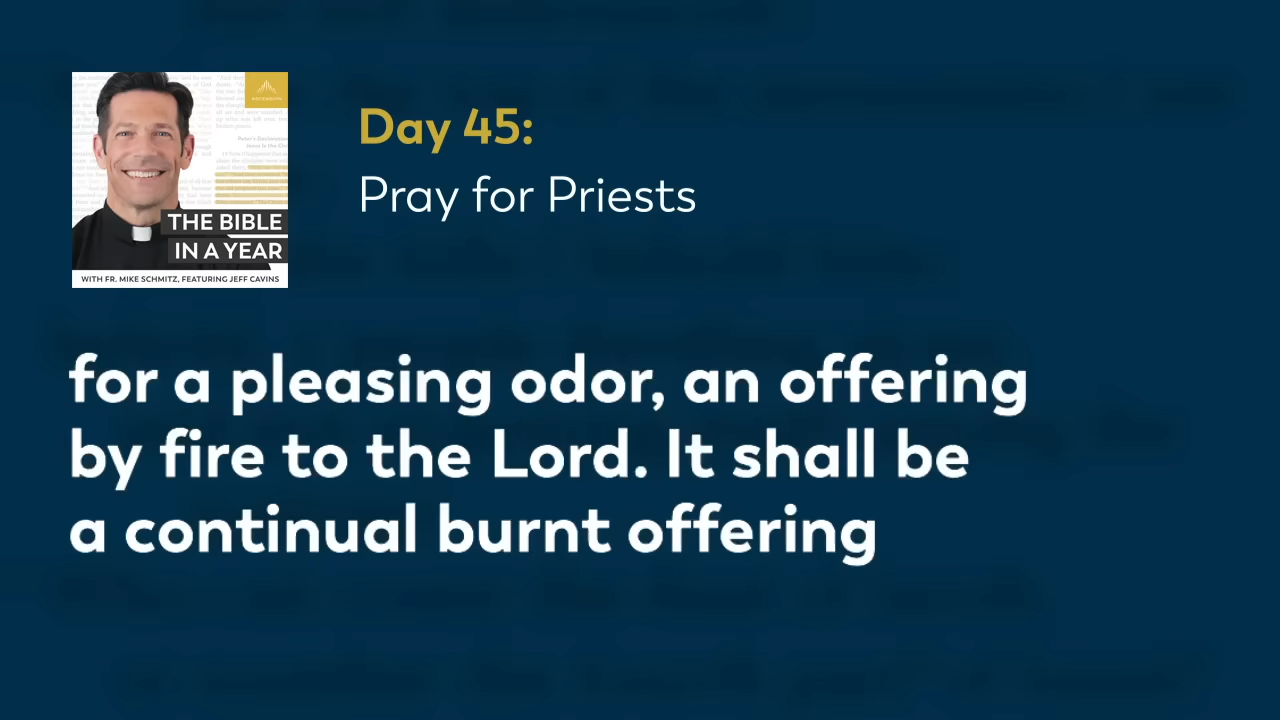 Day 45:
Pray for Priests
THE BIBLE
IN A YEAR
WITH FR. MIKE SCHMITZ, FEATURING JEFF CAVINS
for a pleasing odor, an offering
by fire to the Lord. It shall be
a continual burnt offering